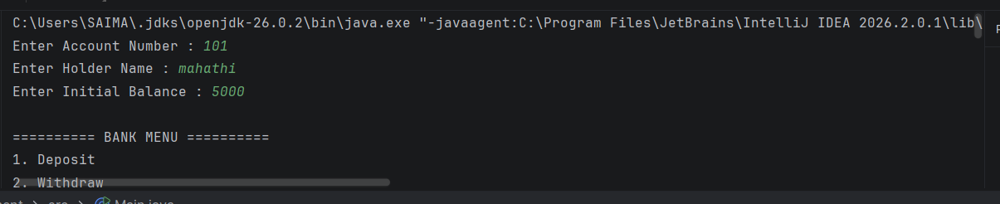 C:\Users\SAIMA\.jdks\openjdk-26.0.2\bin\java.exe "-javaagent:C:\Program Files\JetBrains\IntelliJ IDEA 2026.2.0.1\lib\
Enter Account Number : 101
Enter Holder Name : mahathi
Enter Initial Balance : 5000
========== BANK MENU ==========
1. Deposit
2. Withdraw
Main.java